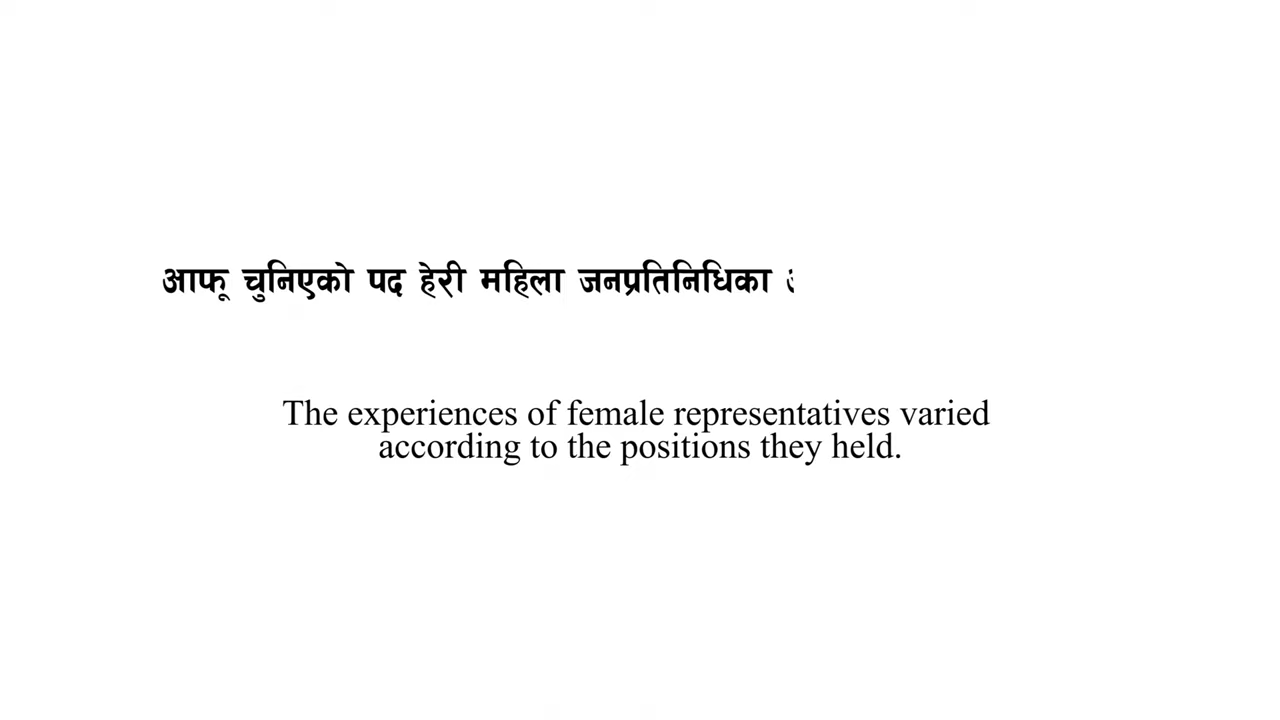 आफू चुनिएको पद हेरी महिला जनप्रतिनिधिका
The experiences of female representatives varied
according to the positions they held.